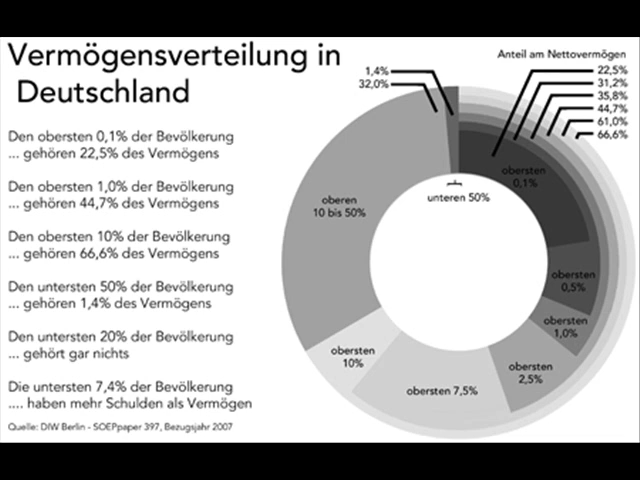 Vermögensverteilung in
Deutschland
Den obersten 0,1% der Bevölkerung
... gehören 22,5% des Vermögens
Den obersten 1,0% der Bevölkerung
... gehören 44,7% des Vermögens
Den obersten 10% der Bevölkerung
... gehören 66,6% des Vermögens
Den untersten 50% der Bevölkerung
... gehören 1,4% des Vermögens
Den untersten 20% der Bevölkerung
... gehört gar nichts
Die untersten 7,4% der Bevölkerung
.... haben mehr Schulden als Vermögen
Quelle: DIW Berlin - SOEPpaper 397, Bezugsjahr 2007
Anteil am Nettovermögen
22,5%
31,2%
35,8%
44,7%
61,0%
66,6%
1,4%
32,0%
obersten
0,1%
obersten
0,5%
obersten
1,0%
obersten
2,5%
obersten 7,5%
obersten
10%
oberen
10 bis 50%
unteren 50%